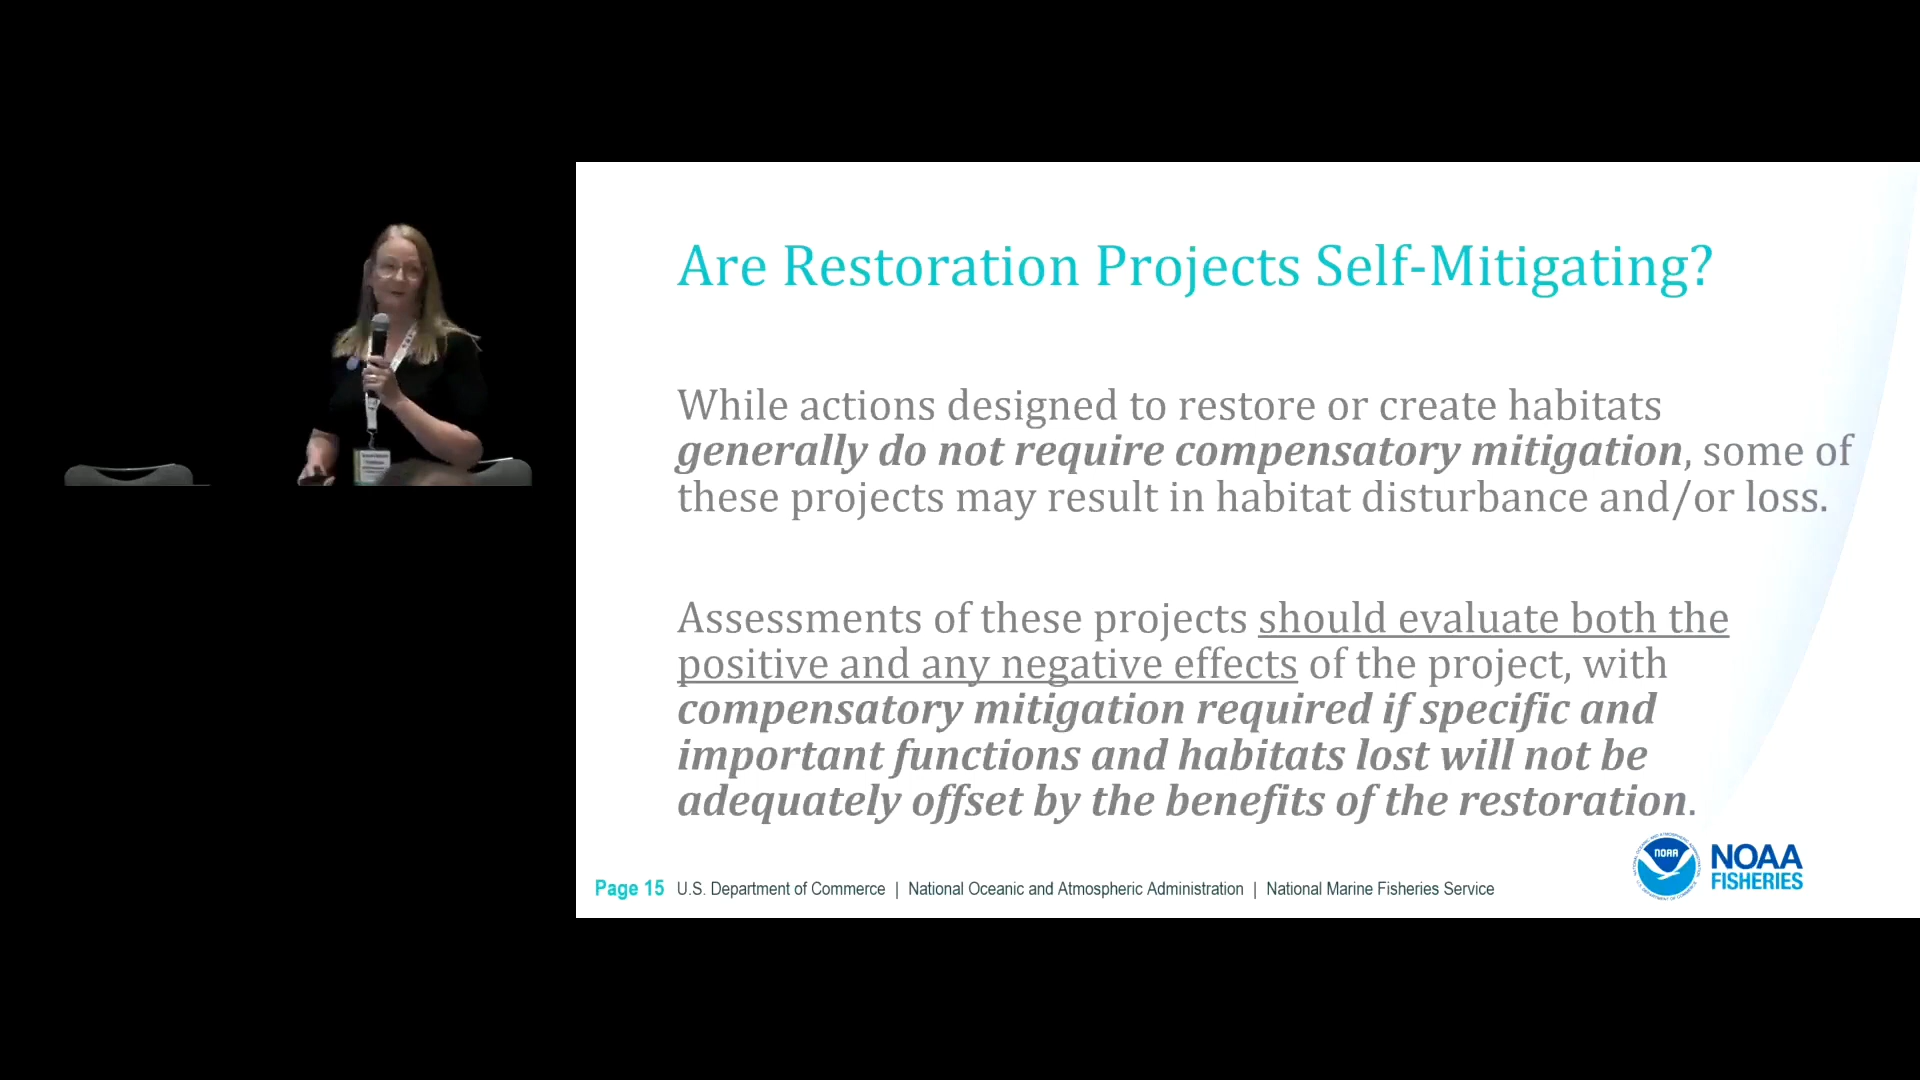 Are Restoration Projects Self-Mitigating?
While actions designed to restore or create habitats
generally do not require compensatory mitigation, some of
these projects may result in habitat disturbance and/or loss.
Assessments of these projects should evaluate both the
positive and any negative effects of the project, with
compensatory mitigation required if specific and
important functions and habitats lost will not be
adequately offset by the benefits of the restoration.
Page 15 U.S. Department of Commerce | National Oceanic and Atmospheric Administration | National Marine Fisheries Service
NOAA
NOAA
FISHERIES